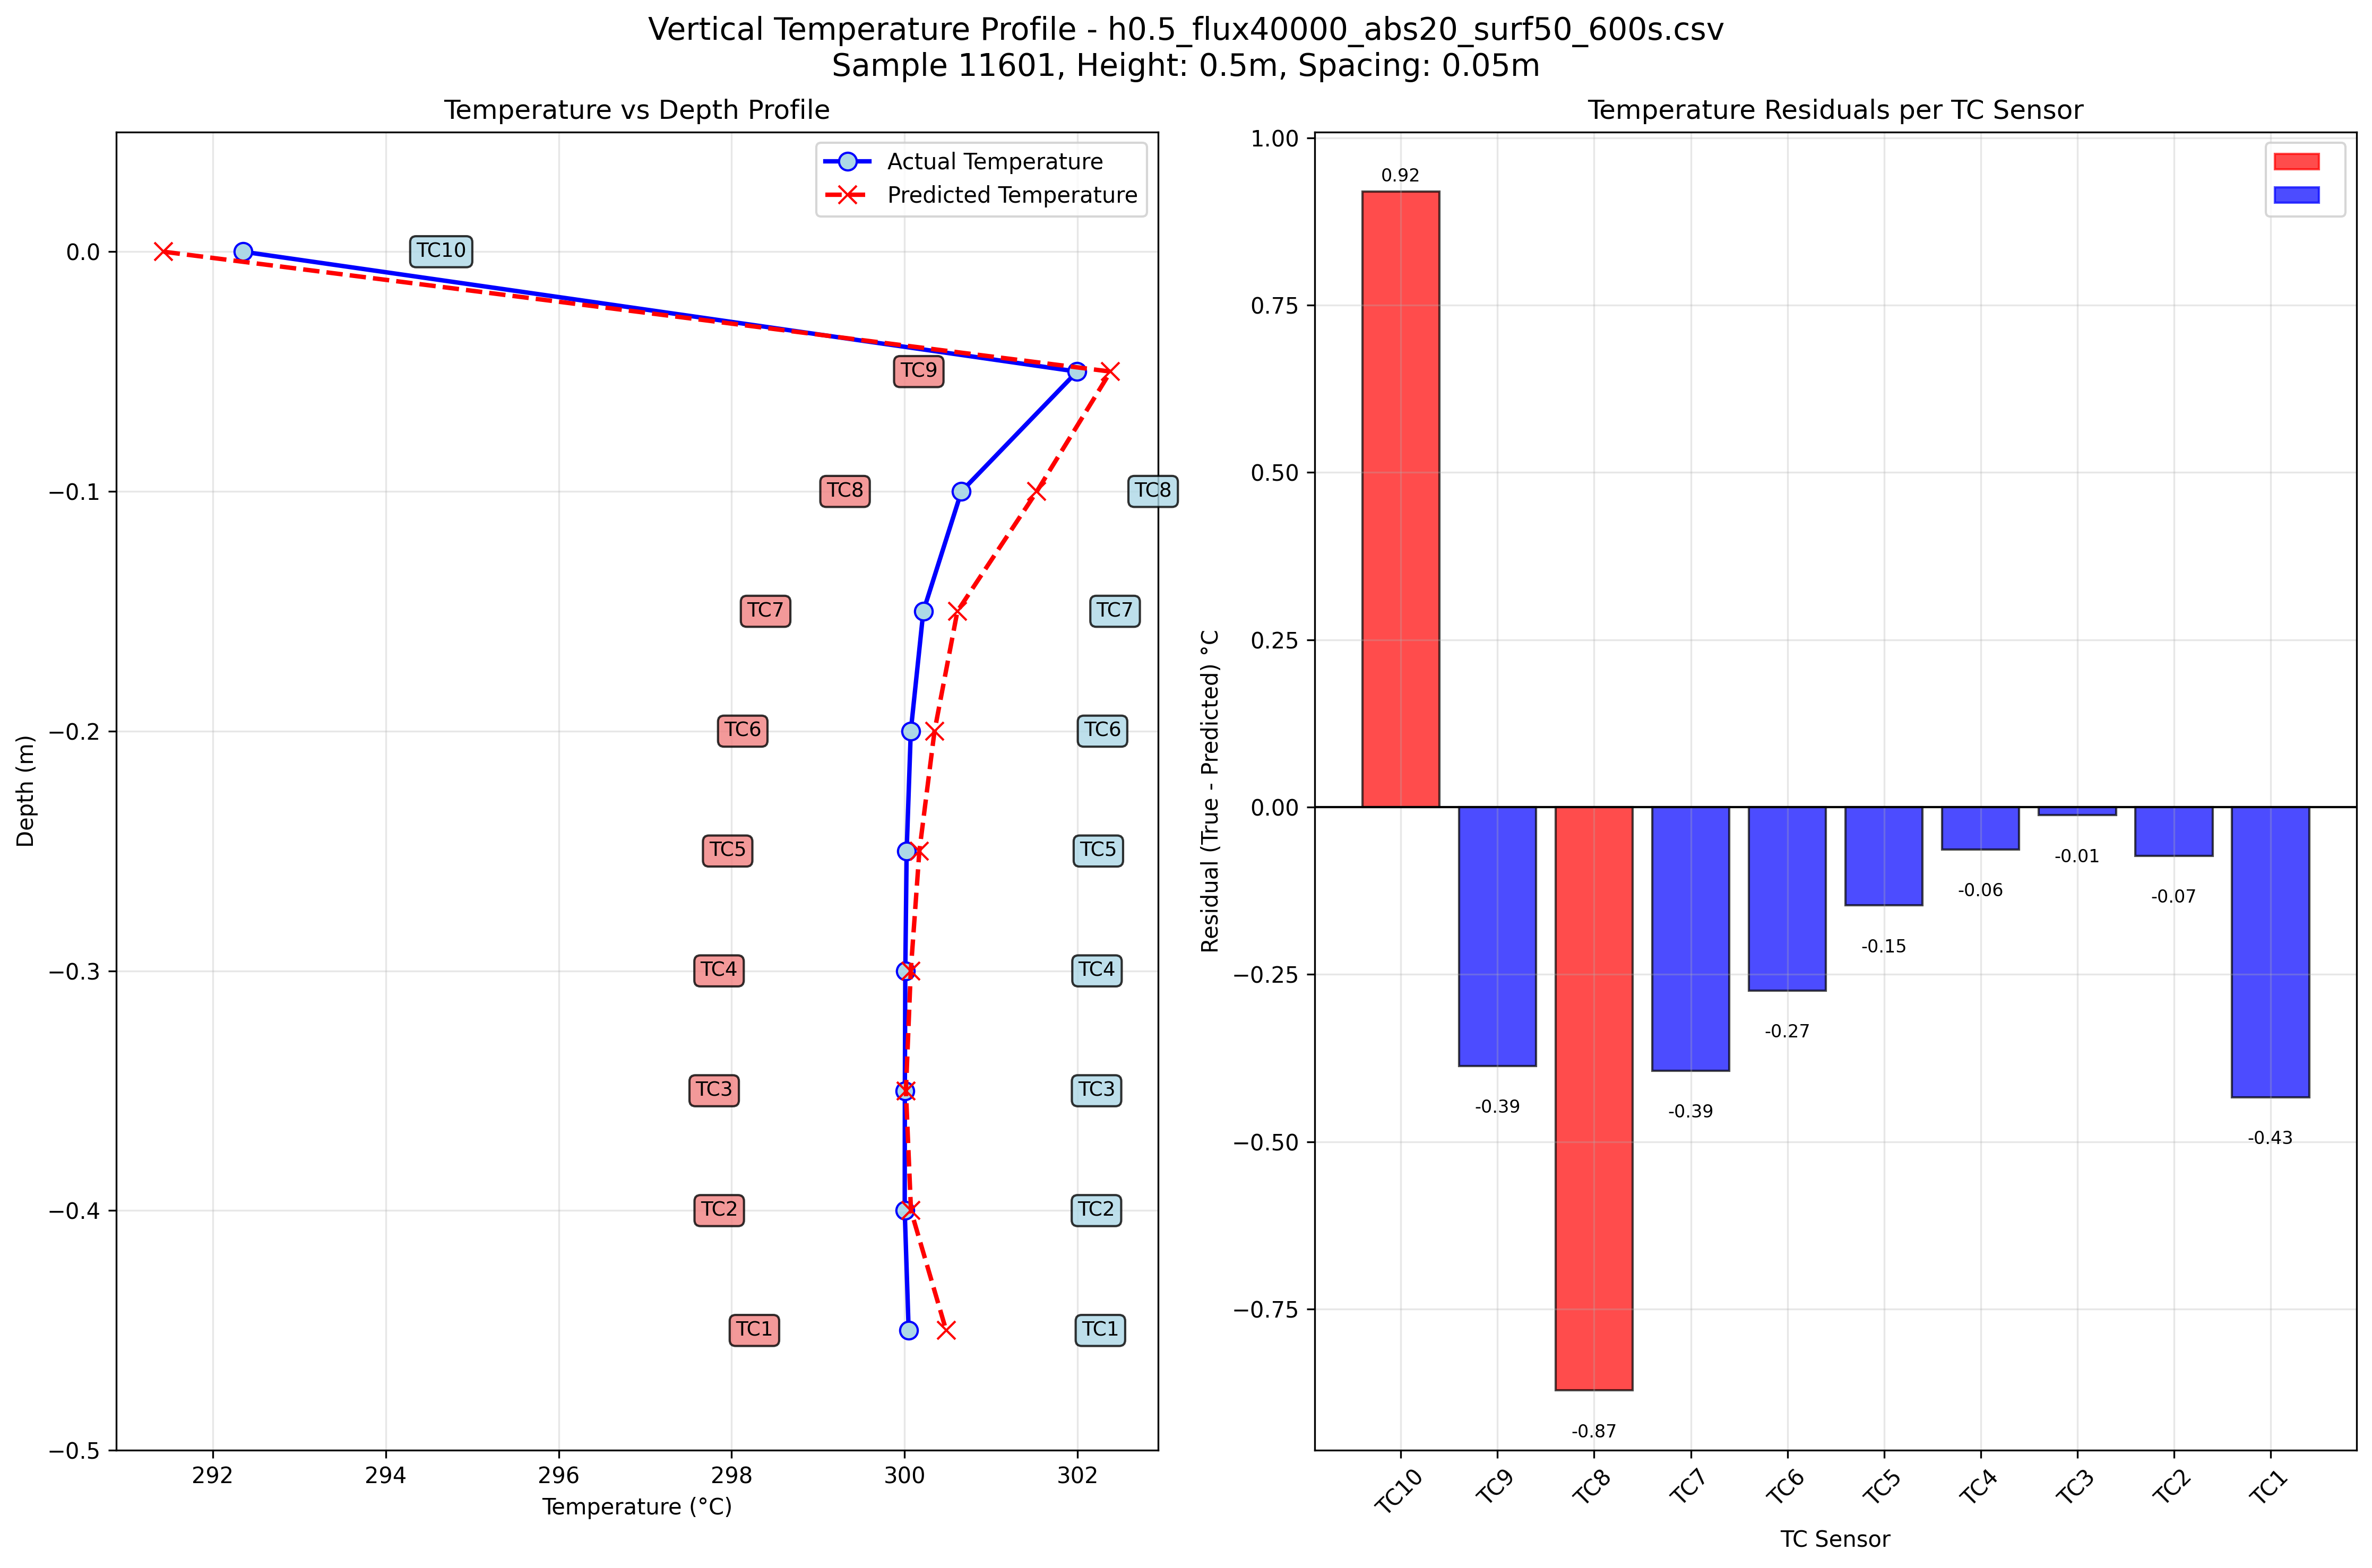 Vertical Temperature Profile - h0.5_flux40000_abs20_surf50_600s.csv
Sample 11601, Height: 0.5m, Spacing: 0.05m
Temperature vs Depth Profile
Actual Temperature
Predicted Temperature
0.0
−0.1
−0.2
−0.3
−0.4
−0.5
Depth (m)
TC10
TC9
TC8 TC8
TC7 TC7
TC6 TC6
TC5 TC5
TC4 TC4
TC3 TC3
TC2 TC2
TC1 TC1
292 294 296 298 300 302
Temperature (°C)
Temperature Residuals per TC Sensor
1.00
0.75
0.50
0.25
0.00
−0.25
−0.50
−0.75
Residual (True - Predicted) °C
0.92
-0.39
-0.87
-0.39
-0.27
-0.15
-0.06
-0.01
-0.07
-0.43
TC10 TC9 TC8 TC7 TC6 TC5 TC4 TC3 TC2 TC1
TC Sensor